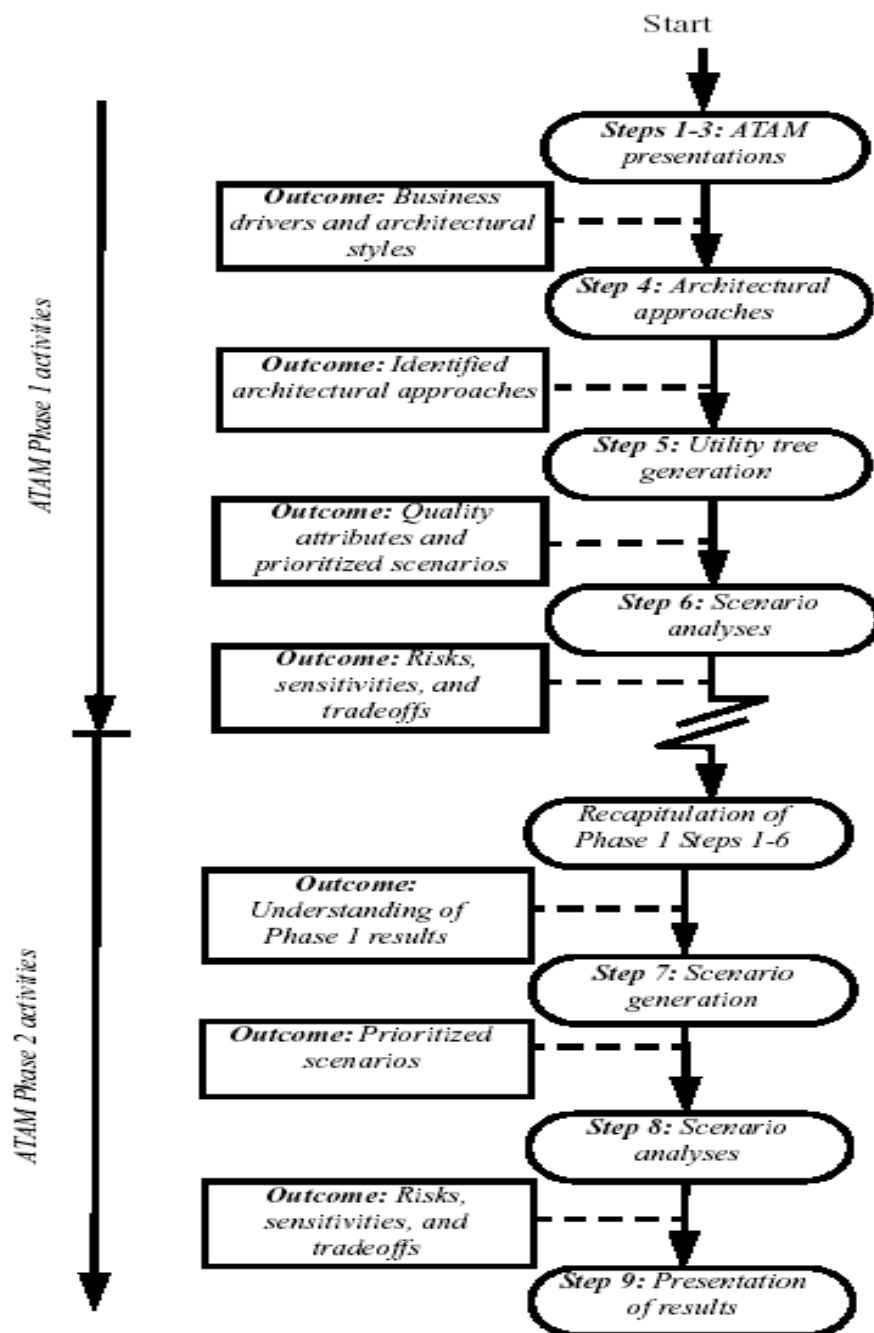 Start
Steps 1-3: ATAM
presentations
Outcome: Business
drivers and architectural
styles
Step 4: Architectural
approaches
Outcome: Identified
architectural approaches
Step 5: Utility tree
generation
Outcome: Quality
attributes and
prioritized scenarios
Step 6: Scenario
analyses
Outcome: Risks,
sensitivities, and
tradeoffs
ATAM Phase 1 activities
Recapitulation of
Phase 1 Steps 1-6
Outcome:
Understanding of
Phase 1 results
Step 7: Scenario
generation
Outcome: Prioritized
scenarios
Step 8: Scenario
analyses
Outcome: Risks,
sensitivities, and
tradeoffs
Step 9: Presentation
of results
ATAM Phase 2 activities